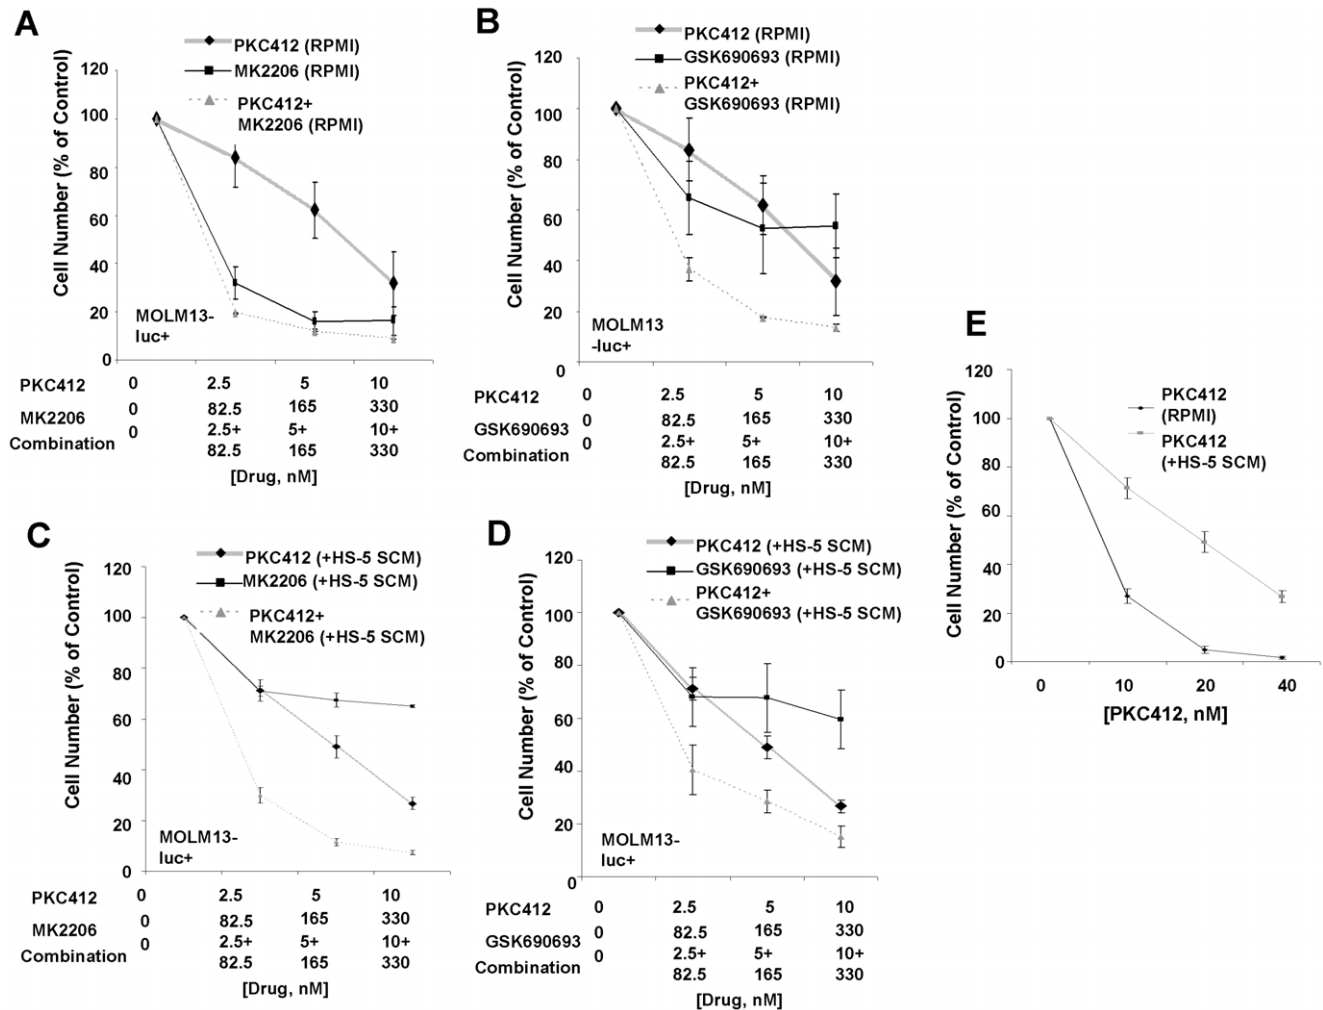 A
PKC412 (RPMI)
MK2206 (RPMI)
PKC412+
MK2206 (RPMI)
Cell Number (% of Control)
120
100
80
60
40
20
0
MOLM13-
luc+
PKC412 0 2.5 5 10
MK2206 0 82.5 165 330
Combination 0 2.5+ 5+ 10+
82.5 165 330
[Drug, nM]
B
PKC412 (RPMI)
GSK690693 (RPMI)
PKC412+
GSK690693 (RPMI)
Cell Number (% of Control)
120
100
80
60
40
20
0
MOLM13
-luc+
PKC412 0 2.5 5 10
GSK690693 0 82.5 165 330
Combination 0 2.5+ 5+ 10+
82.5 165 330
[Drug, nM]
C
PKC412 (+HS-5 SCM)
MK2206 (+HS-5 SCM)
PKC412+
MK2206 (+HS-5 SCM)
Cell Number (% of Control)
120
100
80
60
40
20
0
MOLM13-
luc+
PKC412 0 2.5 5 10
MK2206 0 82.5 165 330
Combination 0 2.5+ 5+ 10+
82.5 165 330
[Drug, nM]
D
PKC412 (+HS-5 SCM)
GSK690693 (+HS-5 SCM)
PKC412+
GSK690693 (+HS-5 SCM)
Cell Number (% of Control)
120
100
80
60
40
20
0
MOLM13-
luc+
PKC412 0 2.5 5 10
GSK690693 0 82.5 165 330
Combination 0 2.5+ 5+ 10+
82.5 165 330
[Drug, nM]
E
PKC412
(RPMI)
PKC412
(+HS-5 SCM)
Cell Number (% of Control)
120
100
80
60
40
20
0
0 10 20 40
[PKC412, nM]